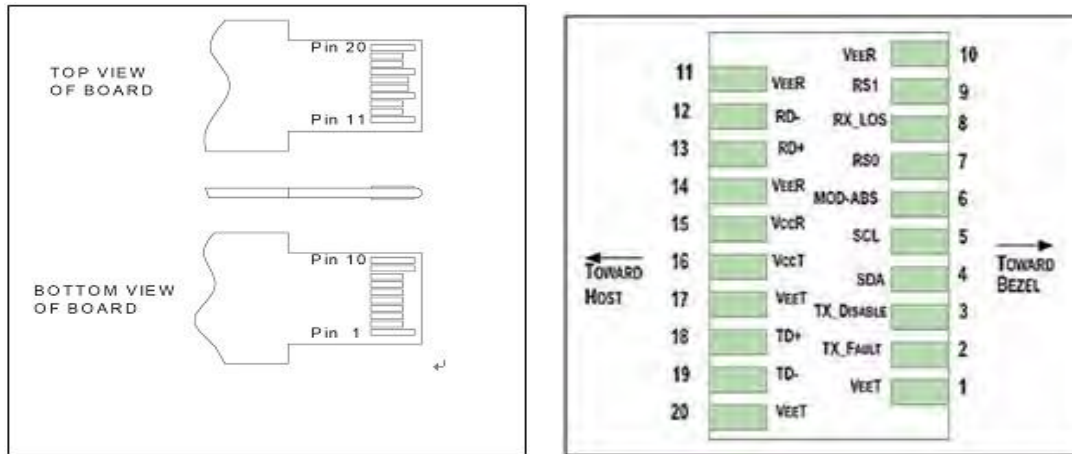 TOP VIEW
OF BOARD
Pin 20
Pin 11
BOTTOM VIEW
OF BOARD
Pin 10
Pin 1
↵
11 VEER
12 RD-
13 RD+
14 VEER
15 VCCR
16 VCCT
17 VEET
18 TD+
19 TD-
20 VEET
TOWARD
HOST
VEER 10
RS1 9
RX_LOS 8
RS0 7
MOD-ABS 6
SCL 5
SDA 4
TX_DISABLE 3
TX_FAULT 2
VEET 1
TOWARD
BEZEL